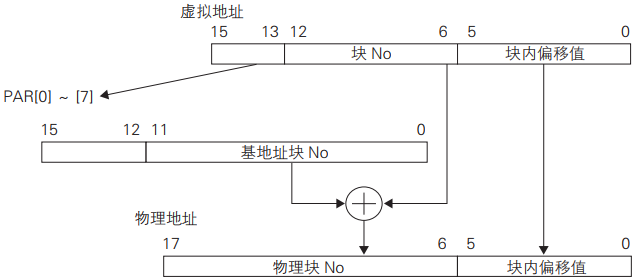 虚拟地址
15 13 12 6 5 0
块 No 块内偏移值
PAR[0] ~ [7]
15 12 11 0
基地址块 No
物理地址
17 6 5 0
物理块 No 块内偏移值